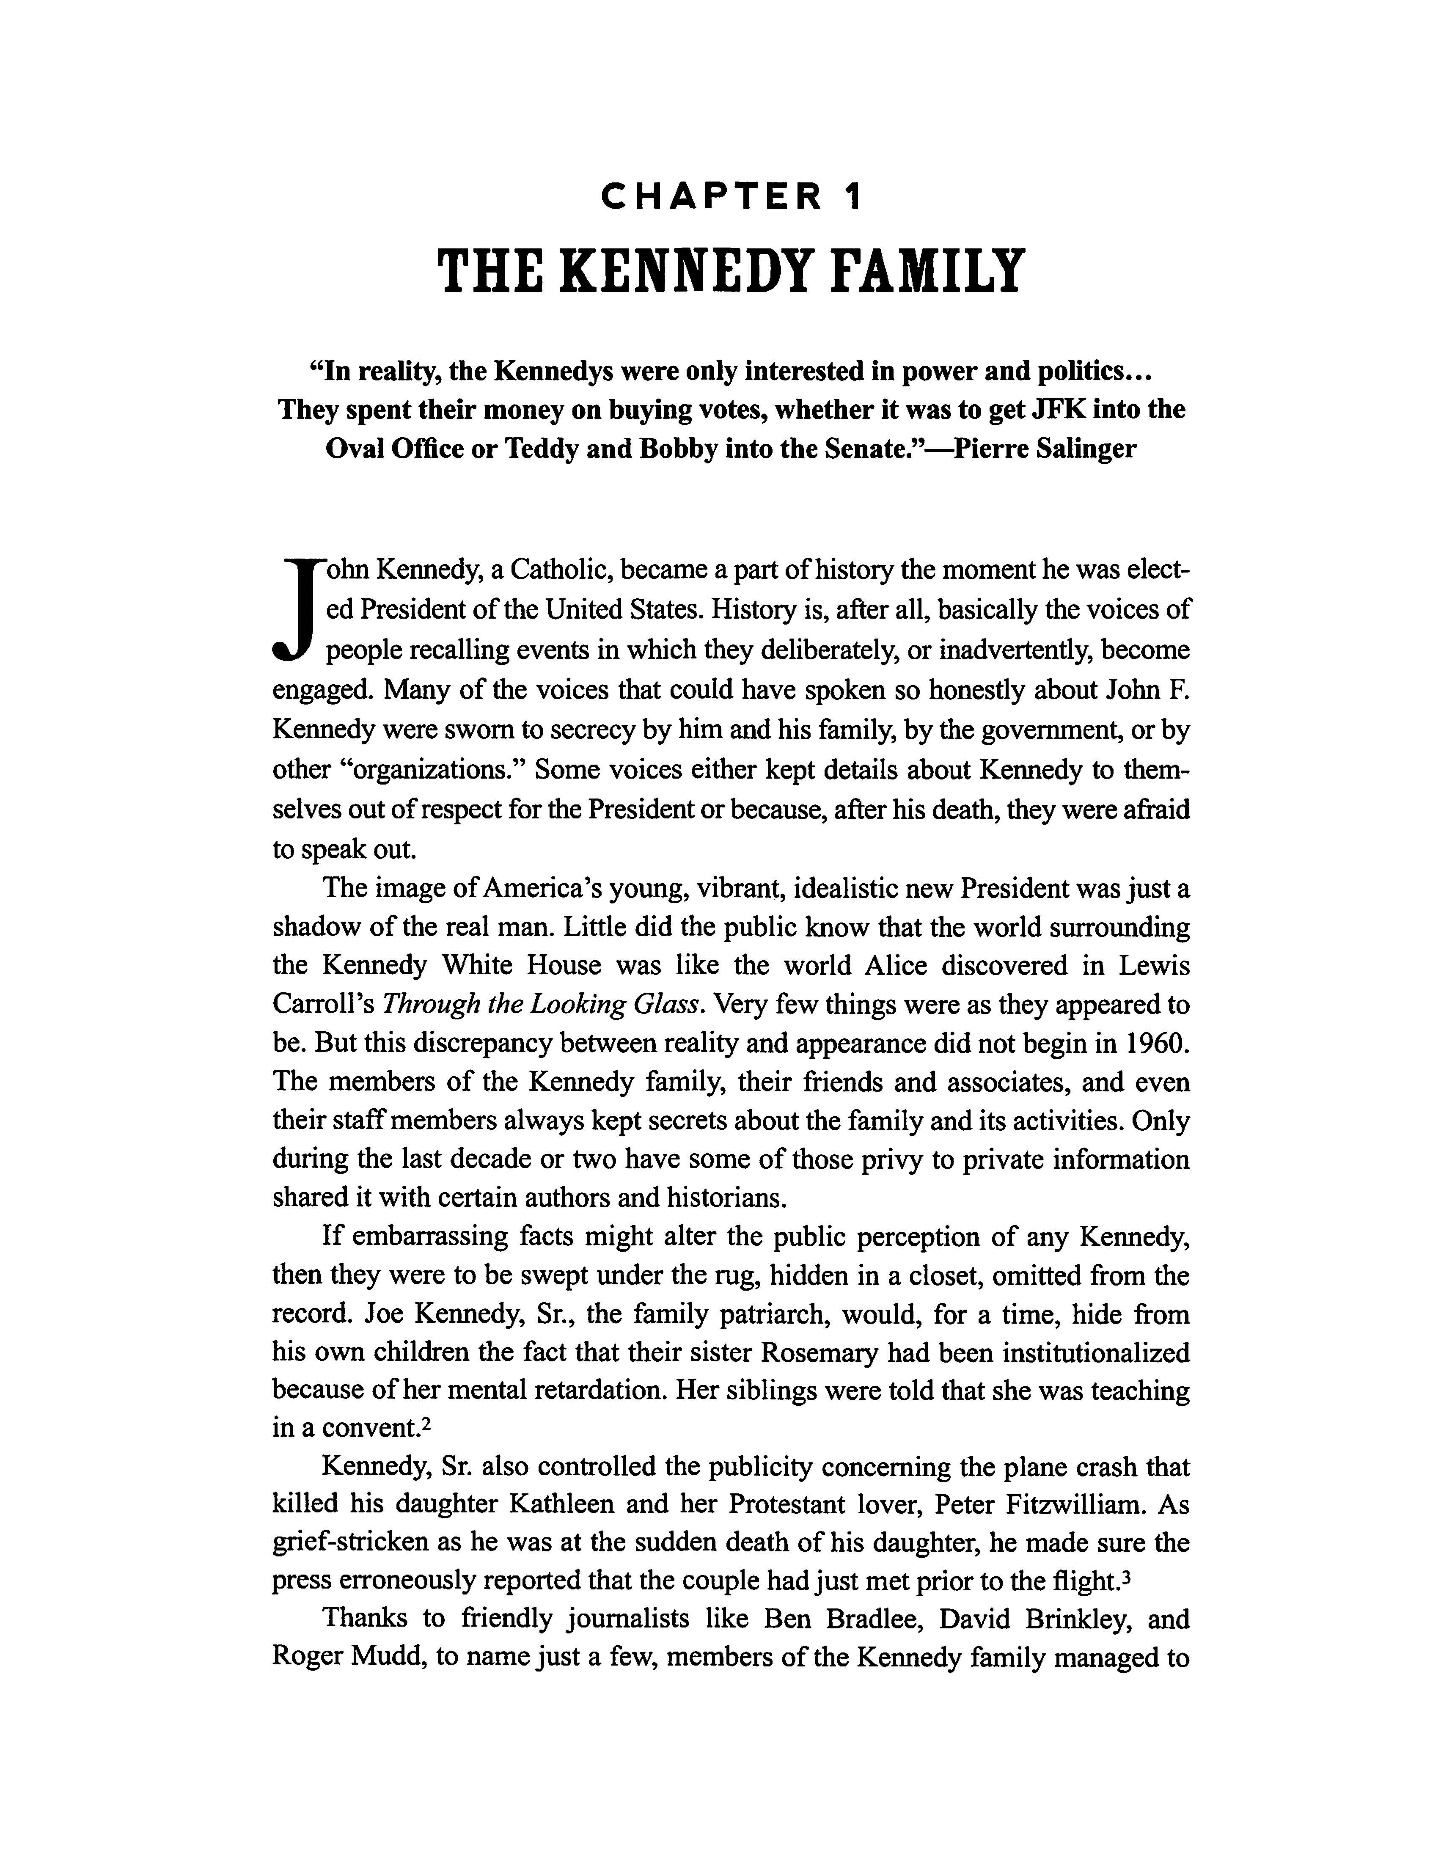 CHAPTER 1
THE KENNEDY FAMILY
“In reality, the Kennedys were only interested in power and politics…
They spent their money on buying votes, whether it was to get JFK into the
Oval Office or Teddy and Bobby into the Senate.”—Pierre Salinger
John Kennedy, a Catholic, became a part of history the moment he was elect-
ed President of the United States. History is, after all, basically the voices of
people recalling events in which they deliberately, or inadvertently, become
engaged. Many of the voices that could have spoken so honestly about John F.
Kennedy were sworn to secrecy by him and his family, by the government, or by
other “organizations.” Some voices either kept details about Kennedy to them-
selves out of respect for the President or because, after his death, they were afraid
to speak out.
The image of America’s young, vibrant, idealistic new President was just a
shadow of the real man. Little did the public know that the world surrounding
the Kennedy White House was like the world Alice discovered in Lewis
Carroll’s Through the Looking Glass. Very few things were as they appeared to
be. But this discrepancy between reality and appearance did not begin in 1960.
The members of the Kennedy family, their friends and associates, and even
their staff members always kept secrets about the family and its activities. Only
during the last decade or two have some of those privy to private information
shared it with certain authors and historians.
If embarrassing facts might alter the public perception of any Kennedy,
then they were to be swept under the rug, hidden in a closet, omitted from the
record. Joe Kennedy, Sr., the family patriarch, would, for a time, hide from
his own children the fact that their sister Rosemary had been institutionalized
because of her mental retardation. Her siblings were told that she was teaching
in a convent.2
Kennedy, Sr. also controlled the publicity concerning the plane crash that
killed his daughter Kathleen and her Protestant lover, Peter Fitzwilliam. As
grief-stricken as he was at the sudden death of his daughter, he made sure the
press erroneously reported that the couple had just met prior to the flight.3
Thanks to friendly journalists like Ben Bradlee, David Brinkley, and
Roger Mudd, to name just a few, members of the Kennedy family managed to